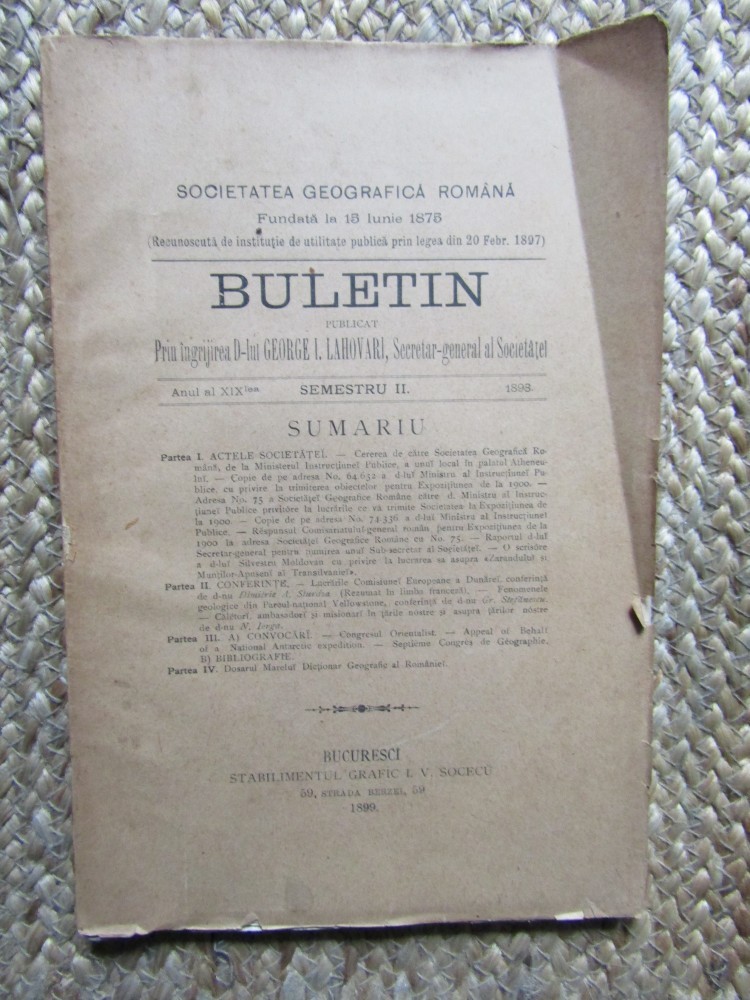 SOCIETATEA GEOGRAFICĂ ROMÂNĂ
Fundată la 15 Iunie 1875
(Recunoscută de instituţie de utilitate publică prin legea din 20 Febr. 1897)
BULETIN
PUBLICAT
Prin îngrijirea D-lui GEORGE I. LAHOVARI, Secretar-general al Societăţeĭ
Anul al XIXlea SEMESTRU II. 1898.
SUMARIU
Partea I. ACTELE SOCIETĂŢEĬ. — Cererea de către Societatea Geografică Ro-
mână, de la Ministerul Instrucţiuneĭ Publice, a unuĭ local în palatul Atheneu-
luĭ. — Copie de pe adresa No. 64.632 a d-luĭ Ministru al Instrucţiuneĭ Pu-
blice, cu privire la trimiterea obiectelor pentru Expoziţiunea de la 1900. —
Adresa No. 75 a Societăţeĭ Geografice Române către d. Ministru al Instruc-
ţiuneĭ Publice privitóre la lucrările ce va trimite Societatea la Expoziţiunea de
la 1900. — Copie de pe adresa No. 74.336 a d-luĭ Ministru al Instrucţiuneĭ
Publice. — Răspunsul Comisariatuluĭ-general român pentru Expoziţiunea de la
1900 la adresa Societăţeĭ Geografice Române cu No. 75. — Raportul d-luĭ
Secretar-general pentru numirea unuĭ Sub-secretar al Societăţeĭ. — O scrisóre
a d-luĭ Silvestru Moldovan cu privire la lucrarea sa asupra «Zaranduluĭ şi
Munţilor-Apuseni aĭ Transilvanieĭ».
Partea II. CONFERINŢE. — Lucrările Comisiuneĭ Europeane a Dunăreĭ, conferinţă
de d-nu Dimitrie A. Sturdza (Rezumat în limba franceză). — Fenomenele
geologice din Parcul-naţional Yellowstone, conferinţă de d-nu Gr. Ştefănescu.
— Călătorĭ, ambasadorĭ şi misionarĭ în ţările nóstre şi asupra ţărilor nóstre
de d-nu N. Iorga.
Partea III. A) CONVOCĂRĬ. — Congresul Orientalist. — Appeal of Behalf
of a National Antarctic expedition. — Septième Congrès de Géographie.
B) BIBLIOGRAFIE.
Partea IV. Dosarul Mareluĭ Dicţionar Geografic al Românieĭ.
BUCURESCI
STABILIMENTUL GRAFIC I. V. SOCECŬ
59, STRADA BERZEI, 59
1899.